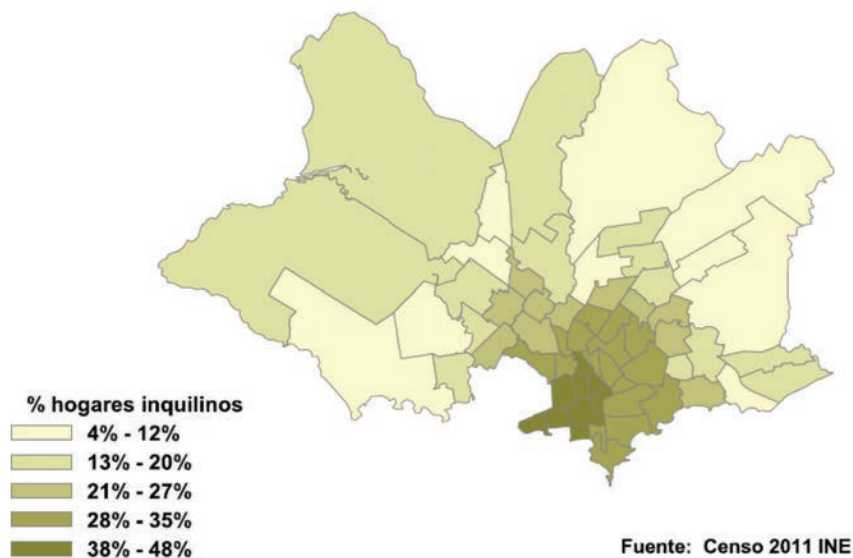 % hogares inquilinos
4% - 12%
13% - 20%
21% - 27%
28% - 35%
38% - 48%
Fuente: Censo 2011 INE